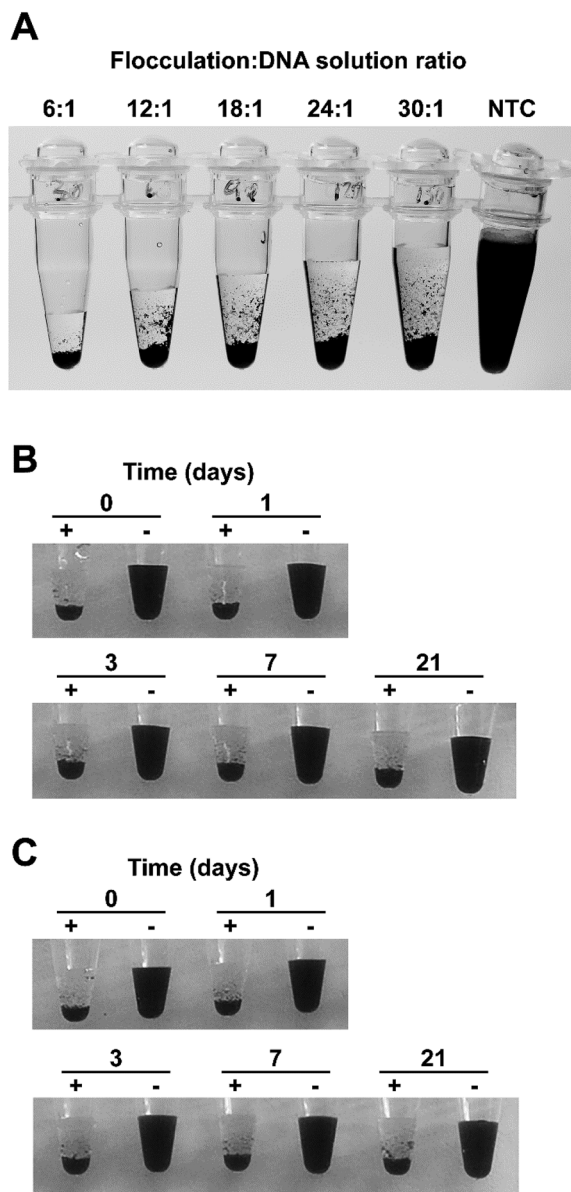 A
Flocculation:DNA solution ratio
6:1 12:1 18:1 24:1 30:1 NTC
30
B
Time (days)
0 1
+ - + -
3 7 21
+ - + - + -
C
Time (days)
0 1
+ - + -
3 7 21
+ - + - + -